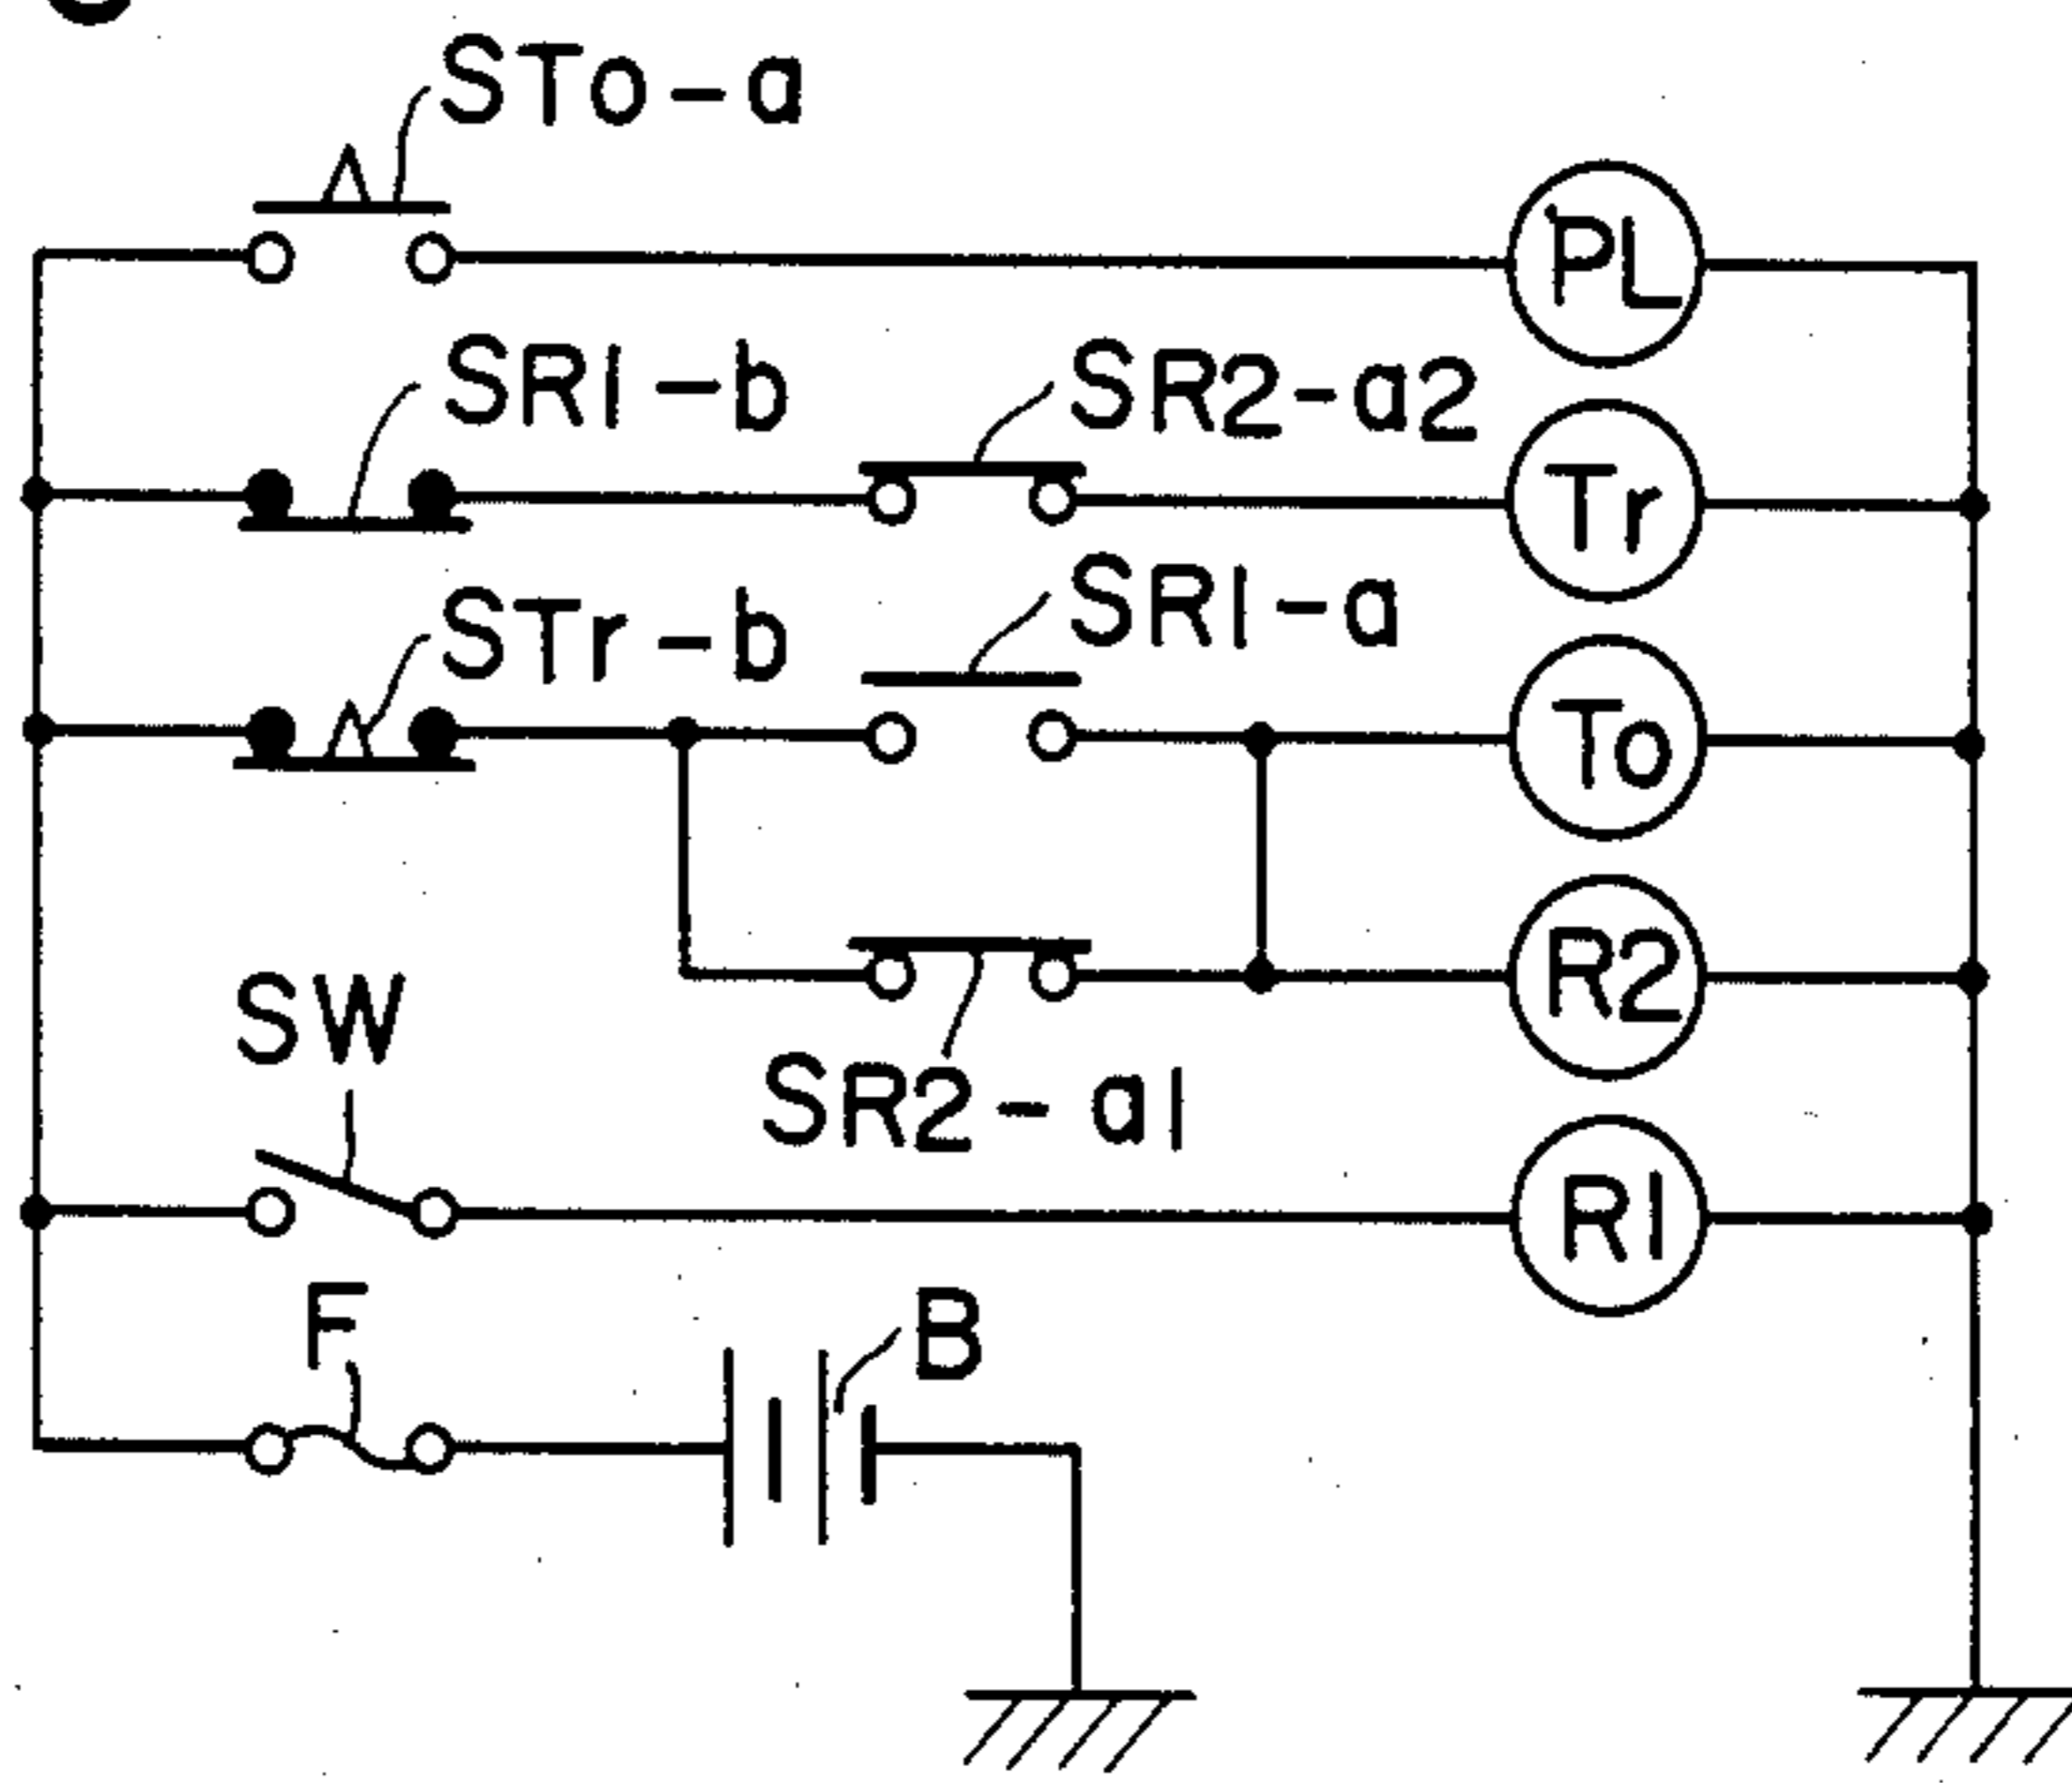 STo-a
PL
SR1-b
SR2-a2
Tr
STr-b
SR1-a
To
R2
SW
SR2-a1
R1
F
B